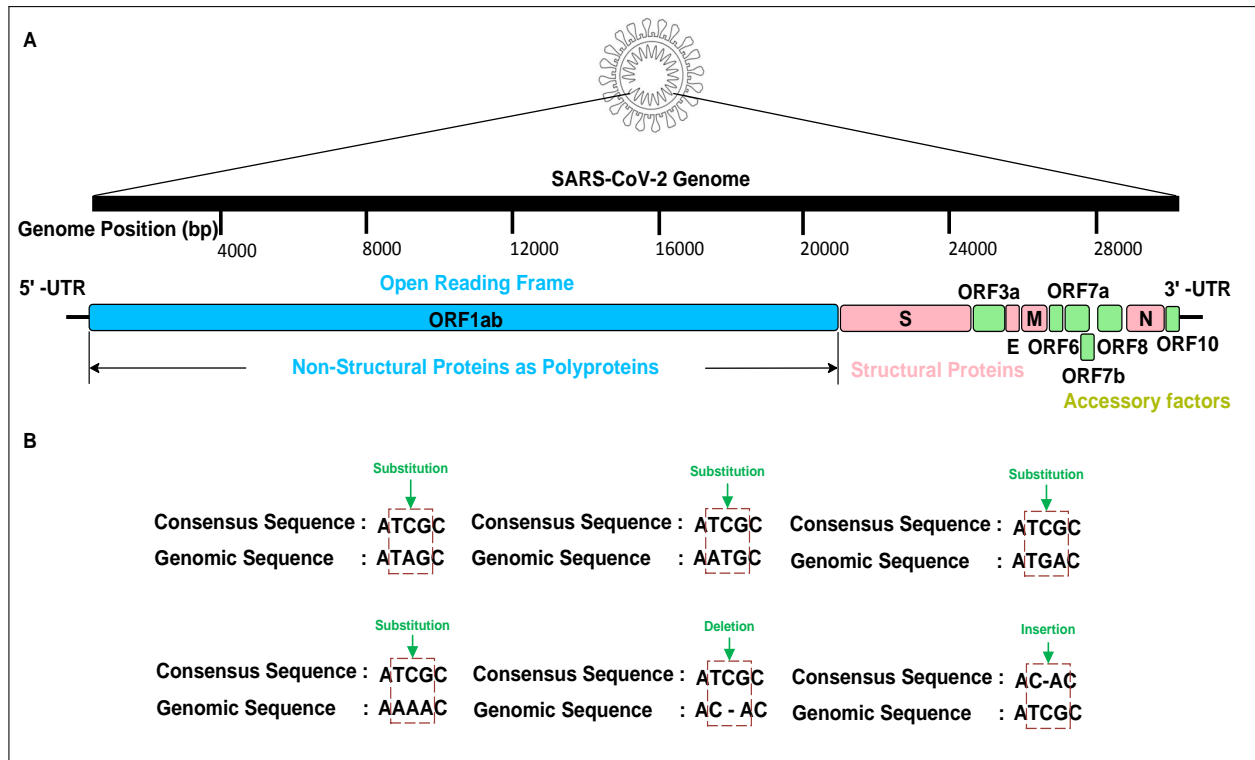 A
SARS-CoV-2 Genome
Genome Position (bp)
4000 8000 12000 16000 20000 24000 28000
5' -UTR Open Reading Frame ORF3a ORF7a 3' -UTR
ORF1ab S M N
E ORF6 ORF8 ORF10
Non-Structural Proteins as Polyproteins Structural Proteins ORF7b
Accessory factors
B
Substitution Substitution Substitution
Consensus Sequence : ATCGC Consensus Sequence : ATCGC Consensus Sequence : ATCGC
Genomic Sequence : ATAGC Genomic Sequence : AATGC Genomic Sequence : ATGAC
Substitution Deletion Insertion
Consensus Sequence : ATCGC Consensus Sequence : ATCGC Consensus Sequence : AC-AC
Genomic Sequence : AAAAC Genomic Sequence : AC - AC Genomic Sequence : ATCGC